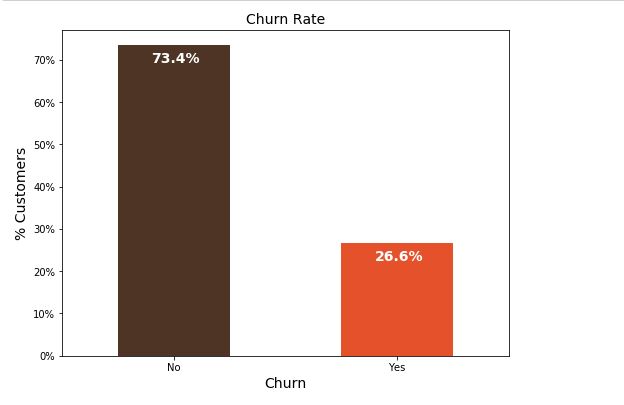 Churn Rate
% Customers
70%
60%
50%
40%
30%
20%
10%
0%
73.4%
26.6%
No
Yes
Churn